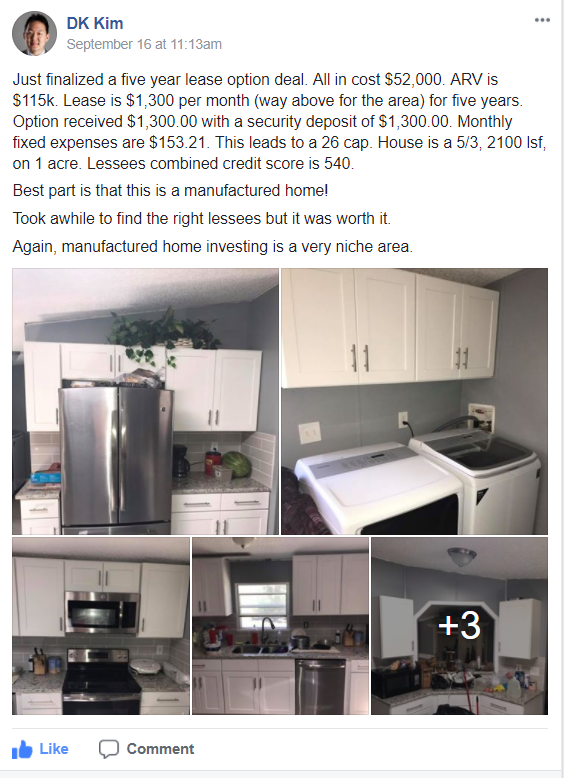 DK Kim
September 16 at 11:13am
Just finalized a five year lease option deal. All in cost $52,000. ARV is
$115k. Lease is $1,300 per month (way above for the area) for five years.
Option received $1,300.00 with a security deposit of $1,300.00. Monthly
fixed expenses are $153.21. This leads to a 26 cap. House is a 5/3, 2100 lsf,
on 1 acre. Lessees combined credit score is 540.
Best part is that this is a manufactured home!
Took awhile to find the right lessees but it was worth it.
Again, manufactured home investing is a very niche area.
+3
Like
Comment